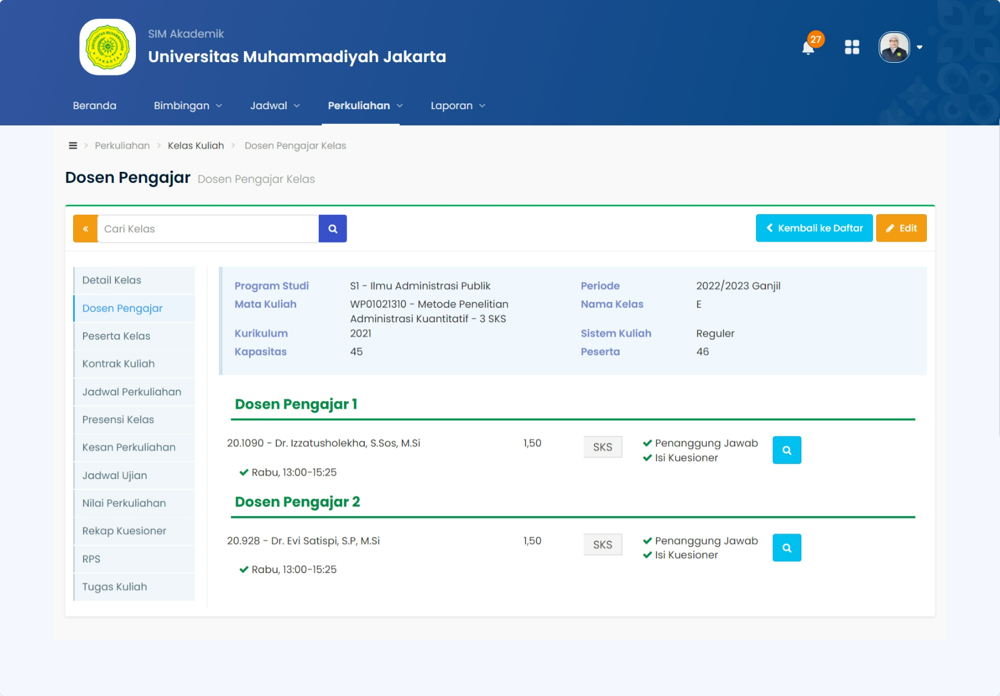 SIM Akademik
Universitas Muhammadiyah Jakarta
UNIVERSITAS MUHAMMADIYAH
JAKARTA
27
Beranda
Bimbingan
Jadwal
Perkuliahan
Laporan
> Perkuliahan > Kelas Kuliah > Dosen Pengajar Kelas
Dosen Pengajar Dosen Pengajar Kelas
« Cari Kelas
Kembali ke Daftar
Edit
Detail Kelas
Dosen Pengajar
Peserta Kelas
Kontrak Kuliah
Jadwal Perkuliahan
Presensi Kelas
Kesan Perkuliahan
Jadwal Ujian
Nilai Perkuliahan
Rekap Kuesioner
RPS
Tugas Kuliah
Program Studi S1 - Ilmu Administrasi Publik Periode 2022/2023 Ganjil
Mata Kuliah WP01021310 - Metode Penelitian Nama Kelas E
Administrasi Kuantitatif - 3 SKS
Kurikulum 2021 Sistem Kuliah Reguler
Kapasitas 45 Peserta 46
Dosen Pengajar 1
20.1090 - Dr. Izzatusholekha, S.Sos, M.Si 1,50 SKS ✔ Penanggung Jawab
✔ Isi Kuesioner
✔ Rabu, 13:00-15:25
Dosen Pengajar 2
20.928 - Dr. Evi Satispi, S.P, M.Si 1,50 SKS ✔ Penanggung Jawab
✔ Isi Kuesioner
✔ Rabu, 13:00-15:25